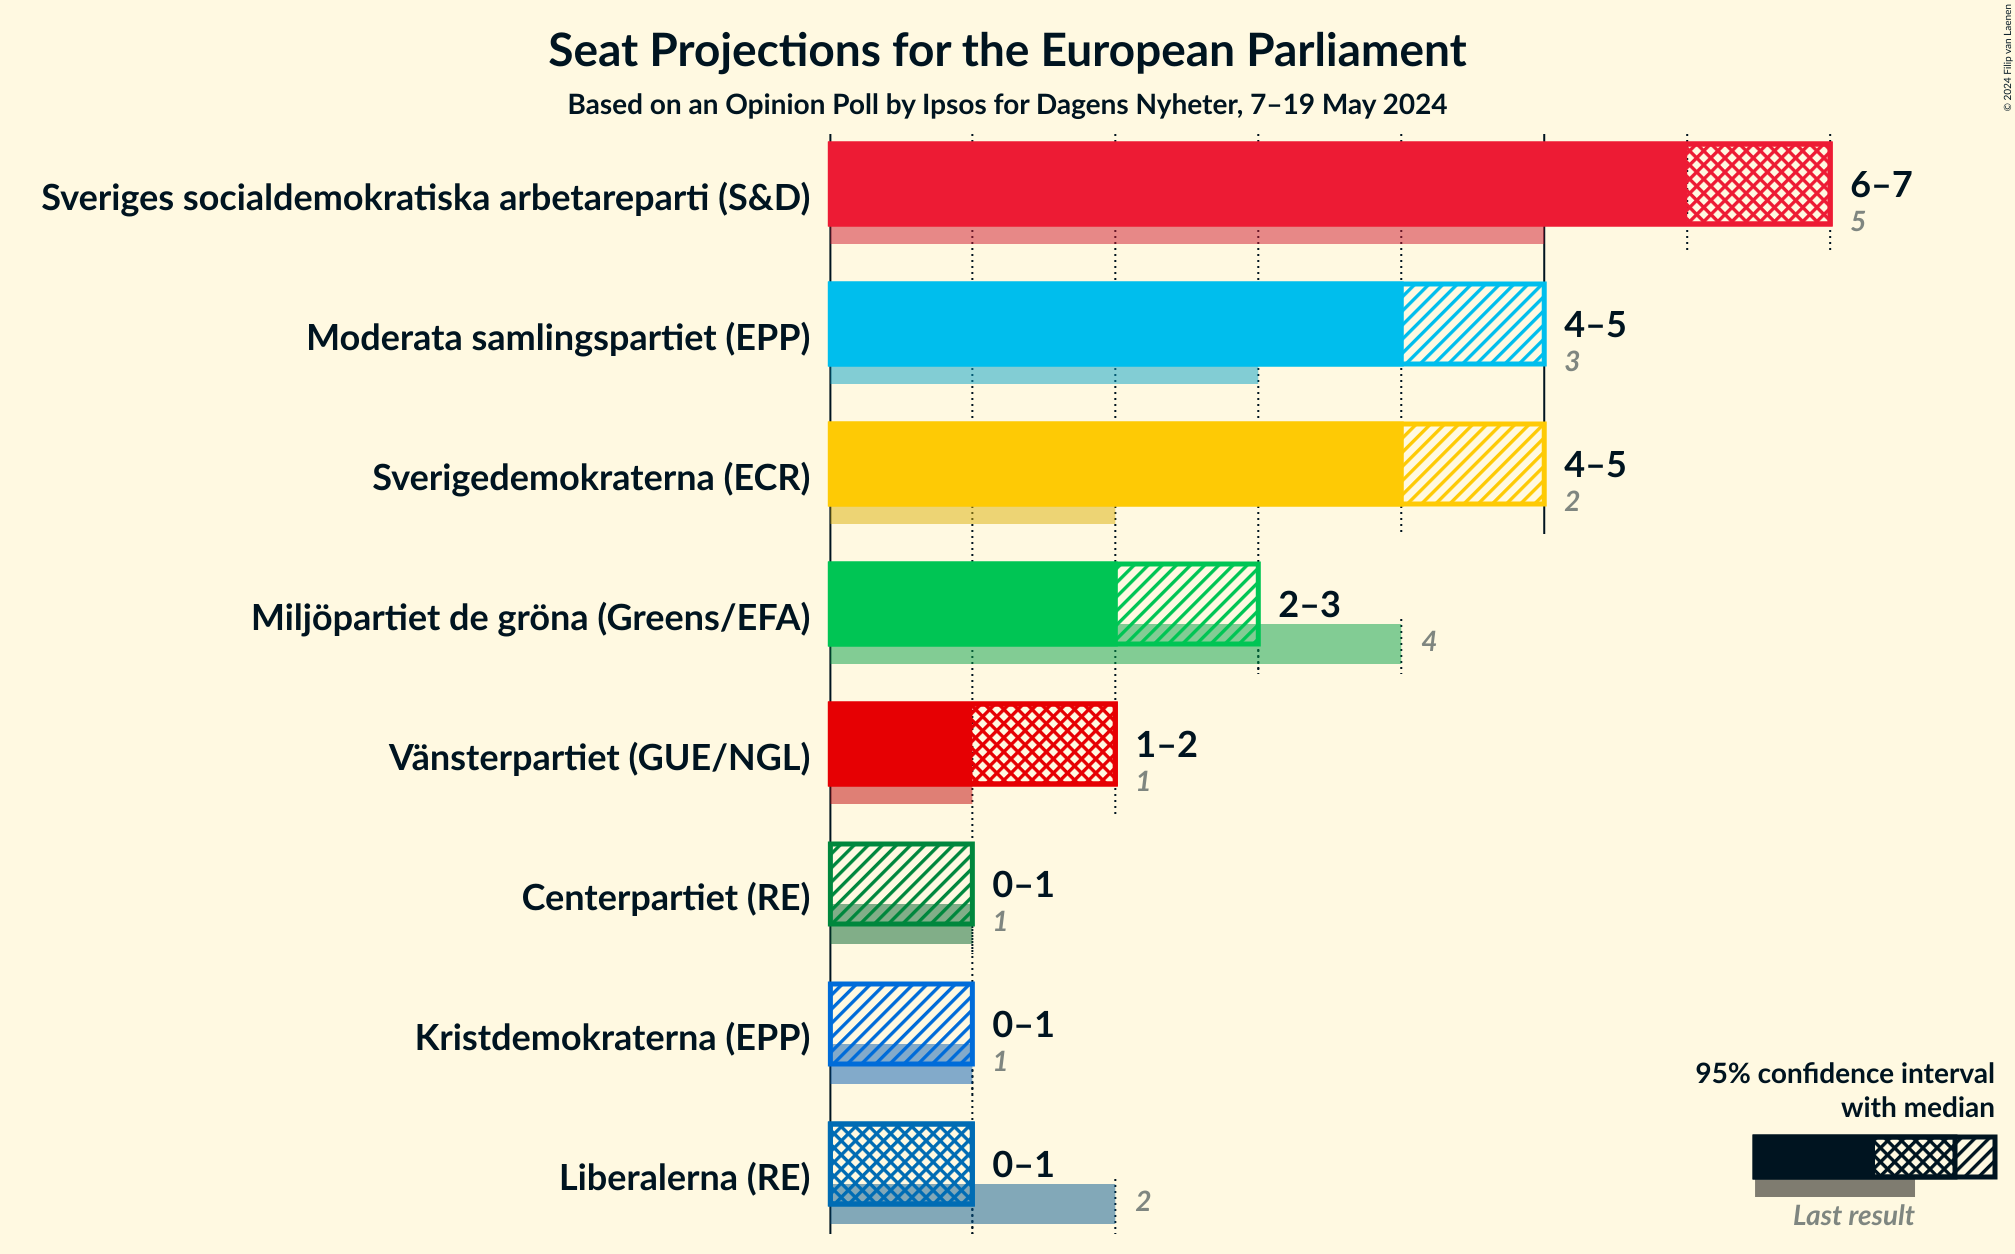 Seat Projections for the European Parliament
Based on an Opinion Poll by Ipsos for Dagens Nyheter, 7–19 May 2024
© 2024 Filip van Laenen
Sveriges socialdemokratiska arbetareparti (S&D)
6–7
5
Moderata samlingspartiet (EPP)
4–5
3
Sverigedemokraterna (ECR)
4–5
2
Miljöpartiet de gröna (Greens/EFA)
2–3
4
Vänsterpartiet (GUE/NGL)
1–2
1
Centerpartiet (RE)
0–1
1
Kristdemokraterna (EPP)
0–1
1
Liberalerna (RE)
0–1
2
95% confidence interval
with median
Last result